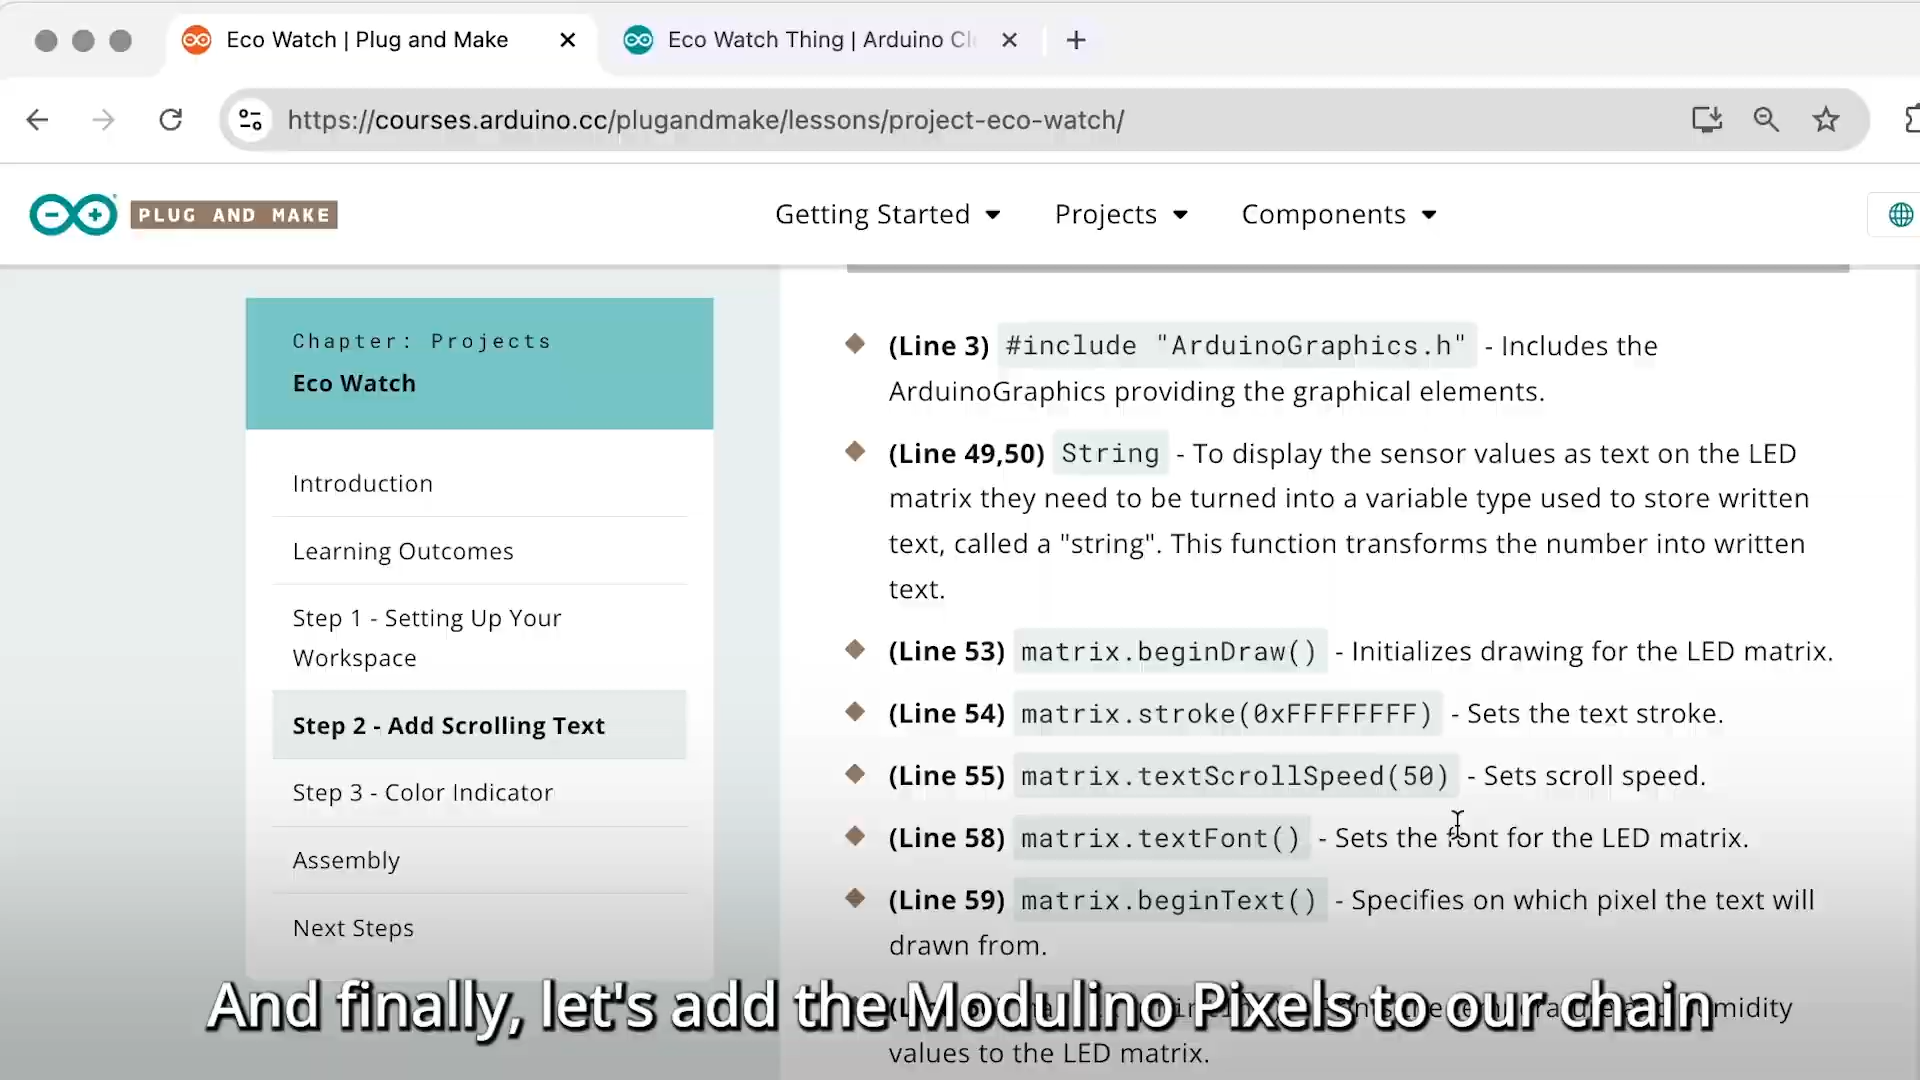 Eco Watch | Plug and Make
Eco Watch Thing | Arduino Cl
https://courses.arduino.cc/plugandmake/lessons/project-eco-watch/
PLUG AND MAKE
Getting Started
Projects
Components
Chapter: Projects
Eco Watch
Introduction
Learning Outcomes
Step 1 - Setting Up Your
Workspace
Step 2 - Add Scrolling Text
Step 3 - Color Indicator
Assembly
Next Steps
(Line 3) #include "ArduinoGraphics.h" - Includes the
ArduinoGraphics providing the graphical elements.
(Line 49,50) String - To display the sensor values as text on the LED
matrix they need to be turned into a variable type used to store written
text, called a "string". This function transforms the number into written
text.
(Line 53) matrix.beginDraw() - Initializes drawing for the LED matrix.
(Line 54) matrix.stroke(0xFFFFFFFF) - Sets the text stroke.
(Line 55) matrix.textScrollSpeed(50) - Sets scroll speed.
(Line 58) matrix.textFont() - Sets the font for the LED matrix.
(Line 59) matrix.beginText() - Specifies on which pixel the text will
drawn from.
values to the LED matrix.
And finally, let's add the Modulino Pixels to our chain